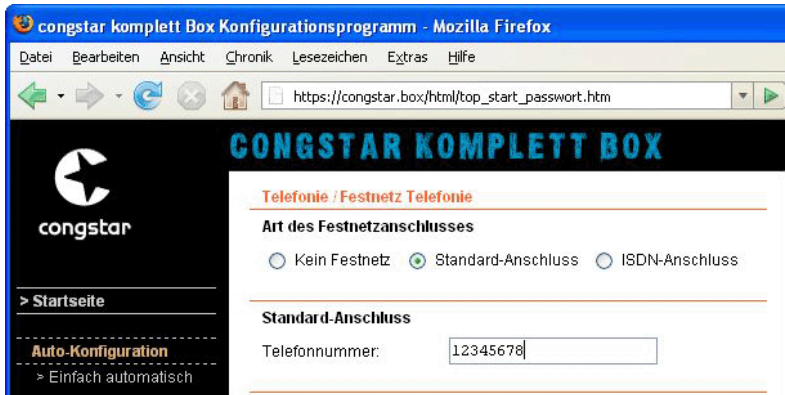 congstar komplett Box Konfigurationsprogramm - Mozilla Firefox
Datei Bearbeiten Ansicht Chronik Lesezeichen Extras Hilfe
https://congstar.box/html/top_start_passwort.htm
CONGSTAR KOMPLETT BOX
congstar
Telefonie / Festnetz Telefonie
Art des Festnetzanschlusses
Kein Festnetz Standard-Anschluss ISDN-Anschluss
> Startseite
Standard-Anschluss
Auto-Konfiguration
Telefonnummer: 12345678
> Einfach automatisch